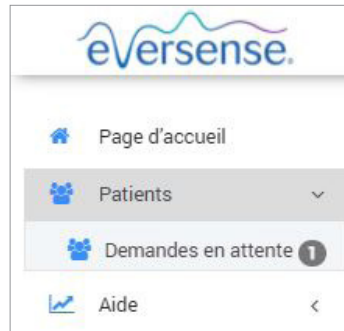 eversense.
Page d'accueil
Patients
Demandes en attente 1
Aide